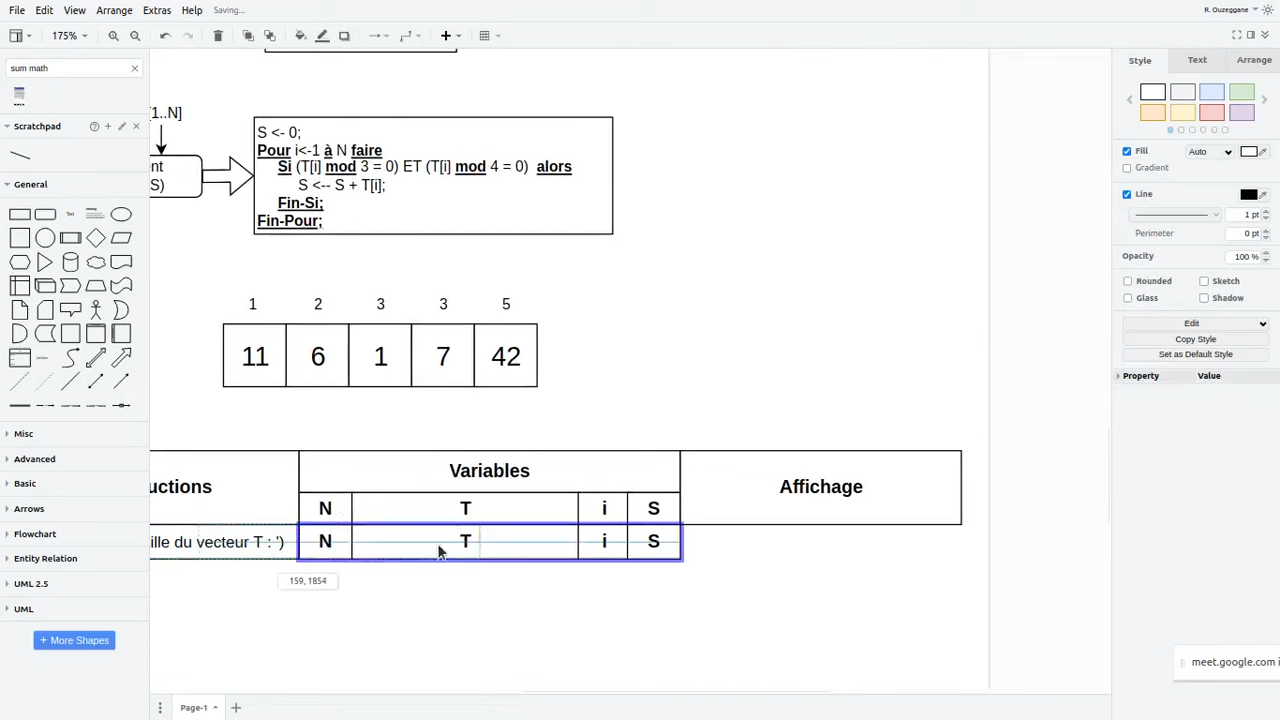 File Edit View Arrange Extras Help Saving...
R. Ouzeggane
175%
sum math
Scratchpad
General
Text
Misc
Advanced
Basic
Arrows
Flowchart
Entity Relation
UML 2.5
UML
+ More Shapes
[1..N]
nt
S)
S <- 0;
Pour i<-1 à N faire
Si (T[i] mod 3 = 0) ET (T[i] mod 4 = 0) alors
S <-- S + T[i];
Fin-Si;
Fin-Pour;
1 2 3 3 5
11 6 1 7 42
uctions
Variables
Affichage
N T i S
ille du vecteur T : ')
N T i S
159, 1854
Page-1
Style Text Arrange
Fill Auto
Gradient
Line
1 pt
Perimeter 0 pt
Opacity 100 %
Rounded Sketch
Glass Shadow
Edit
Copy Style
Set as Default Style
Property Value
meet.google.com i